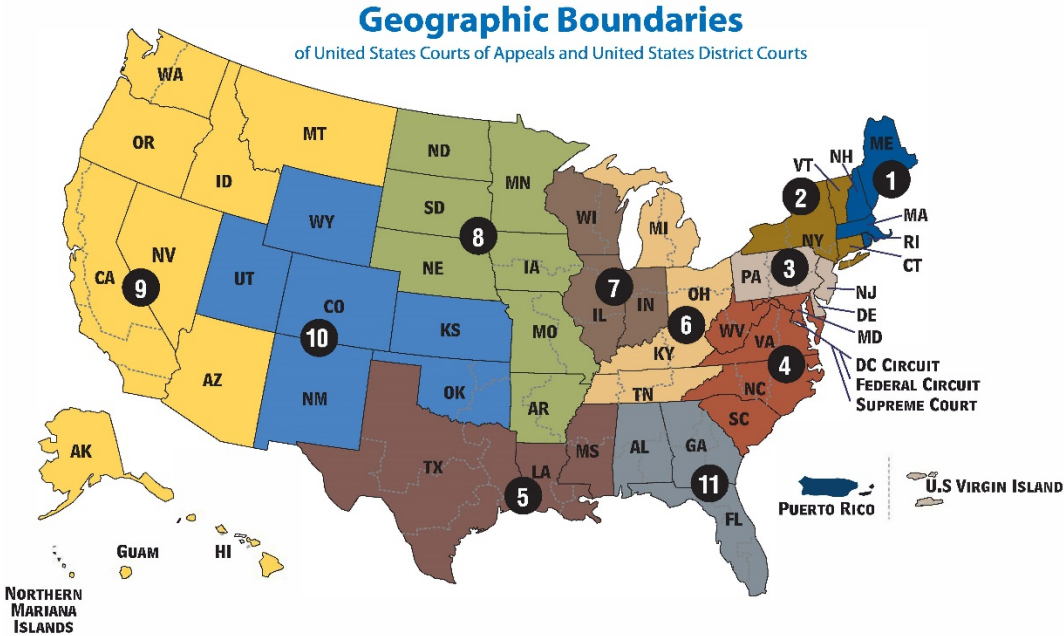 Geographic Boundaries
of United States Courts of Appeals and United States District Courts
WA
OR
MT
ID
ND
MN
SD
WY
NE
8
IA
WI
MI
VT
NH
ME
1
2
MA
NY
RI
CT
3
PA
NJ
DE
MD
CA
NV
9
UT
CO
10
KS
MO
7
IL
IN
OH
6
WV
VA
KY
4
DC CIRCUIT
FEDERAL CIRCUIT
SUPREME COURT
AZ
NM
OK
AR
TN
NC
SC
TX
LA
5
MS
AL
GA
11
FL
AK
PUERTO RICO
U.S VIRGIN ISLAND
GUAM
HI
NORTHERN
MARIANA
ISLANDS